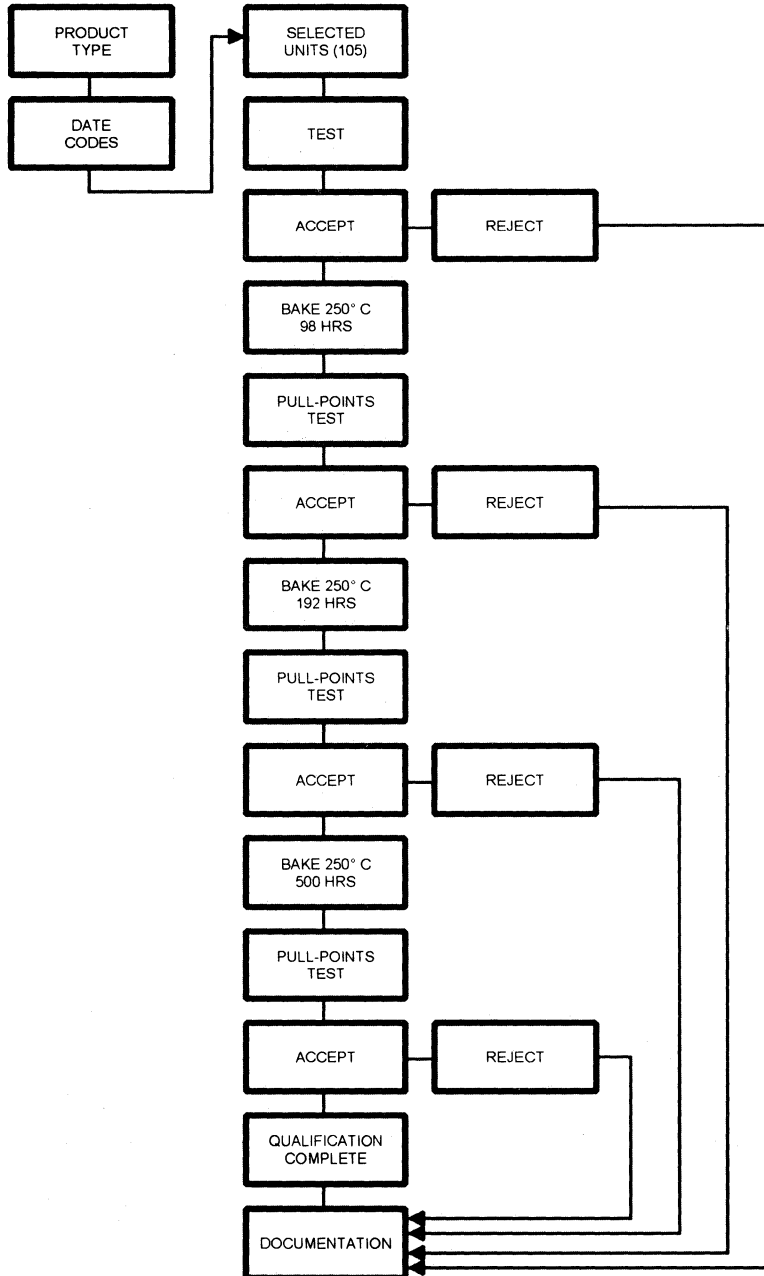 PRODUCT
TYPE
DATE
CODES
SELECTED
UNITS (105)
TEST
ACCEPT
REJECT
BAKE 250° C
98 HRS
PULL-POINTS
TEST
ACCEPT
REJECT
BAKE 250° C
192 HRS
PULL-POINTS
TEST
ACCEPT
REJECT
BAKE 250° C
500 HRS
PULL-POINTS
TEST
ACCEPT
REJECT
QUALIFICATION
COMPLETE
DOCUMENTATION